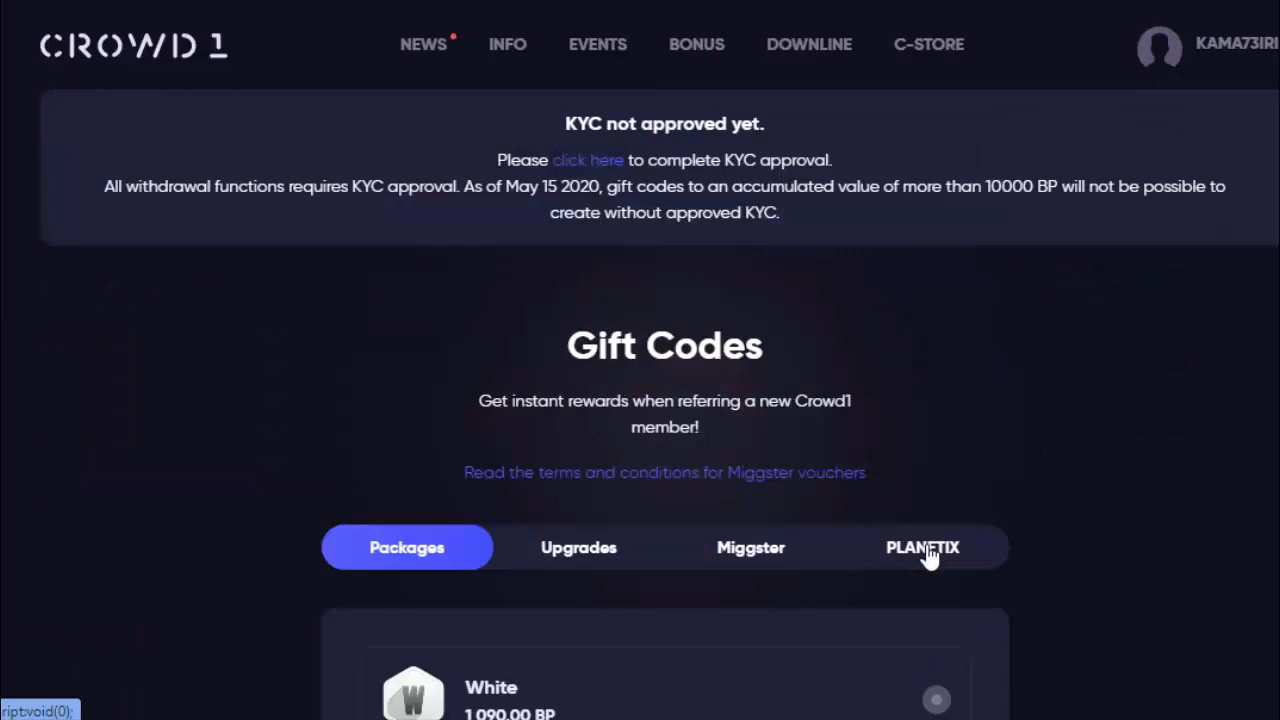 CROWD 1
NEWS INFO EVENTS BONUS DOWNLINE C-STORE KAMA73IRI
KYC not approved yet.
Please click here to complete KYC approval.
All withdrawal functions requires KYC approval. As of May 15 2020, gift codes to an accumulated value of more than 10000 BP will not be possible to
create without approved KYC.
Gift Codes
Get instant rewards when referring a new Crowd1
member!
Read the terms and conditions for Miggster vouchers
Packages Upgrades Miggster PLANETIX
W
White
1 090.00 BP
ript:void(0);